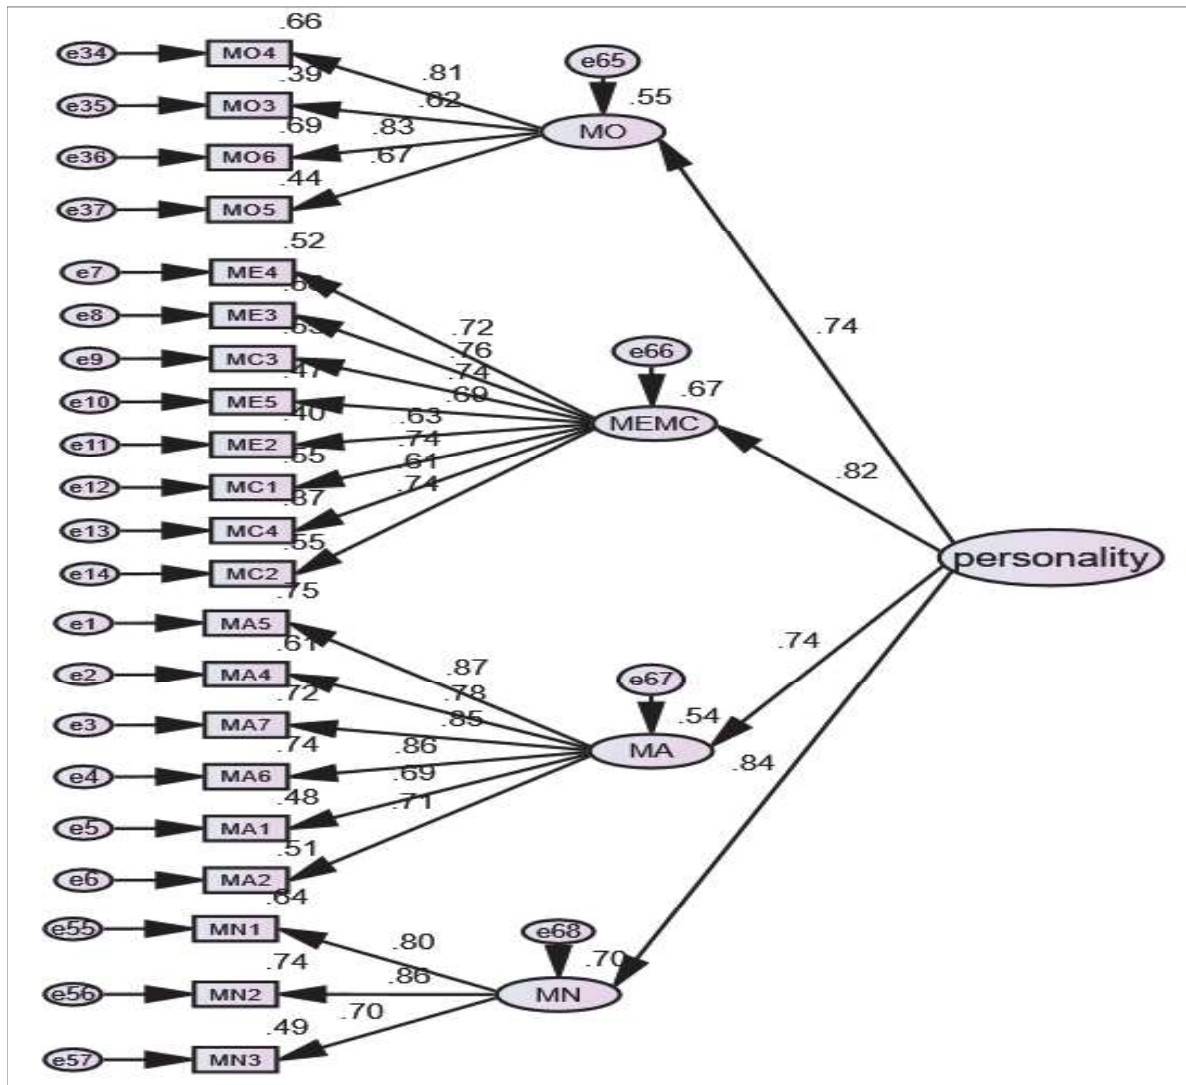 .66
e34 MO4
.39 .81 e65
e35 MO3 .62 .55
.69 .83 MO
e36 MO6 .67
.44
e37 MO5
.52
e7 ME4
e8 ME3 .72 .74
e9 MC3 .76 e66
.47 .74 .67
e10 ME5 .69
.40 .63 MEMC
e11 ME2 .74
.55 .61 .82
e12 MC1 .74
e13 MC4
.55 personality
e14 MC2
.75
e1 MA5
.61 .74
e2 MA4 .87 e67
.72 .78
e3 MA7 .85 .54
.74 .86 MA
e4 MA6 .69 .84
.48 .71
e5 MA1
.51
e6 MA2
.64
e55 MN1 .80 e68
.74 .86 .70
e56 MN2 MN
.49 .70
e57 MN3